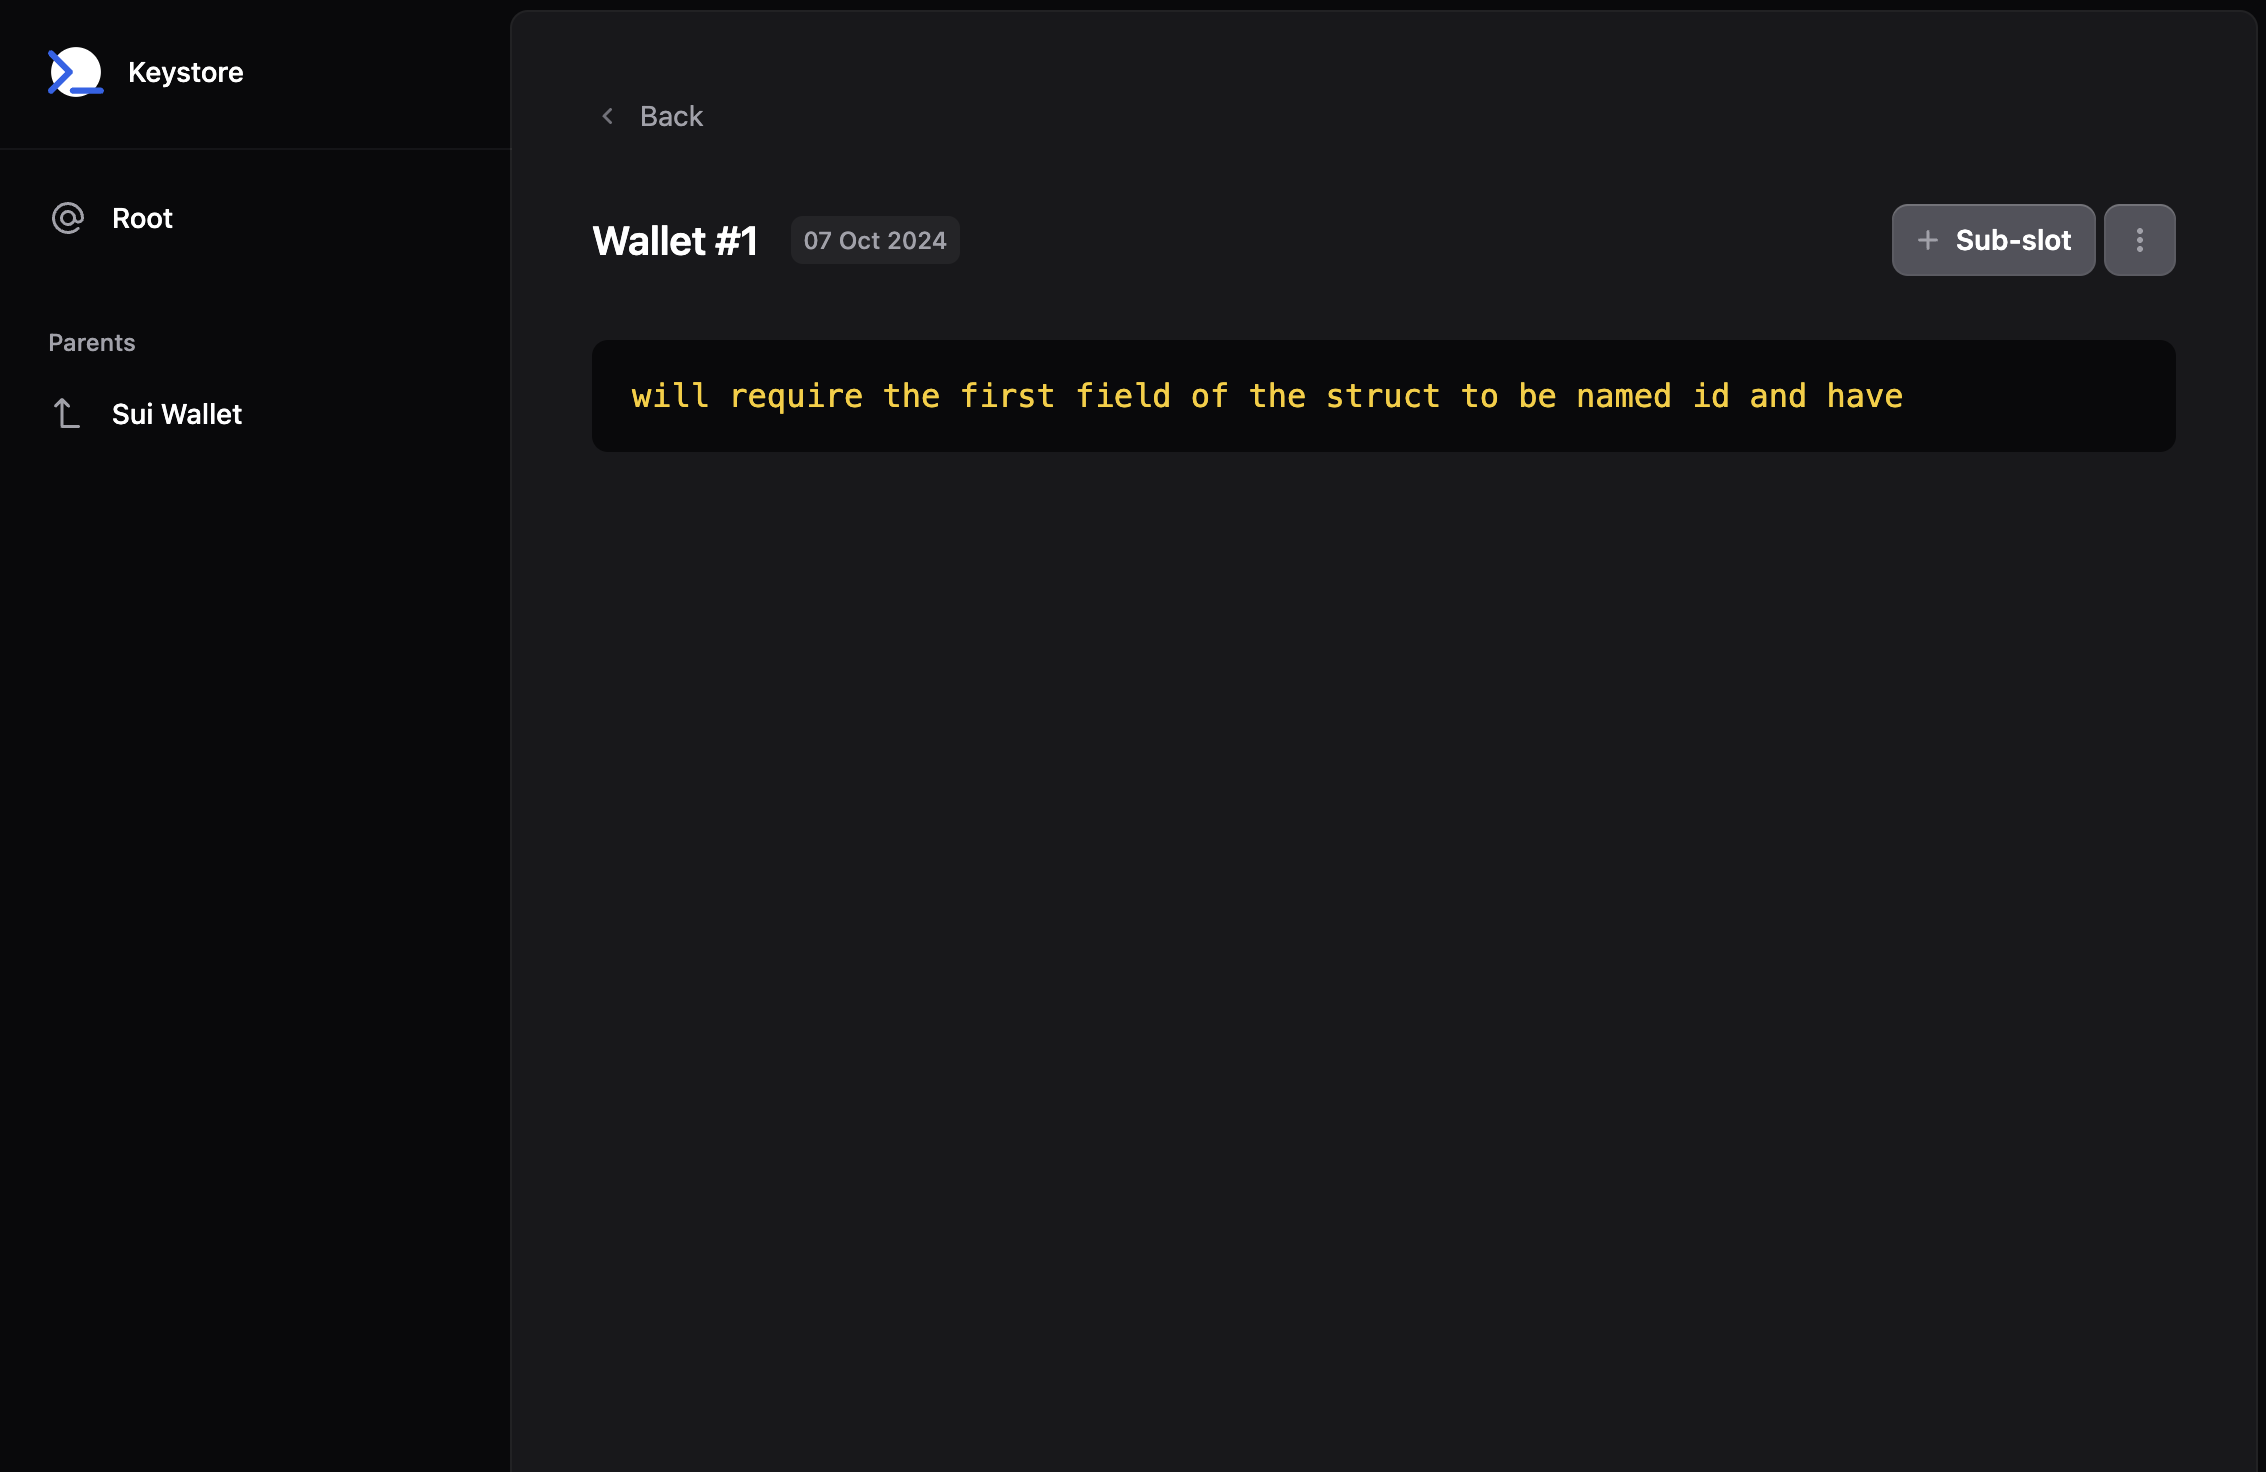 Keystore
Root
Parents
Sui Wallet
Back
Wallet #1
07 Oct 2024
Sub-slot
will require the first field of the struct to be named id and have